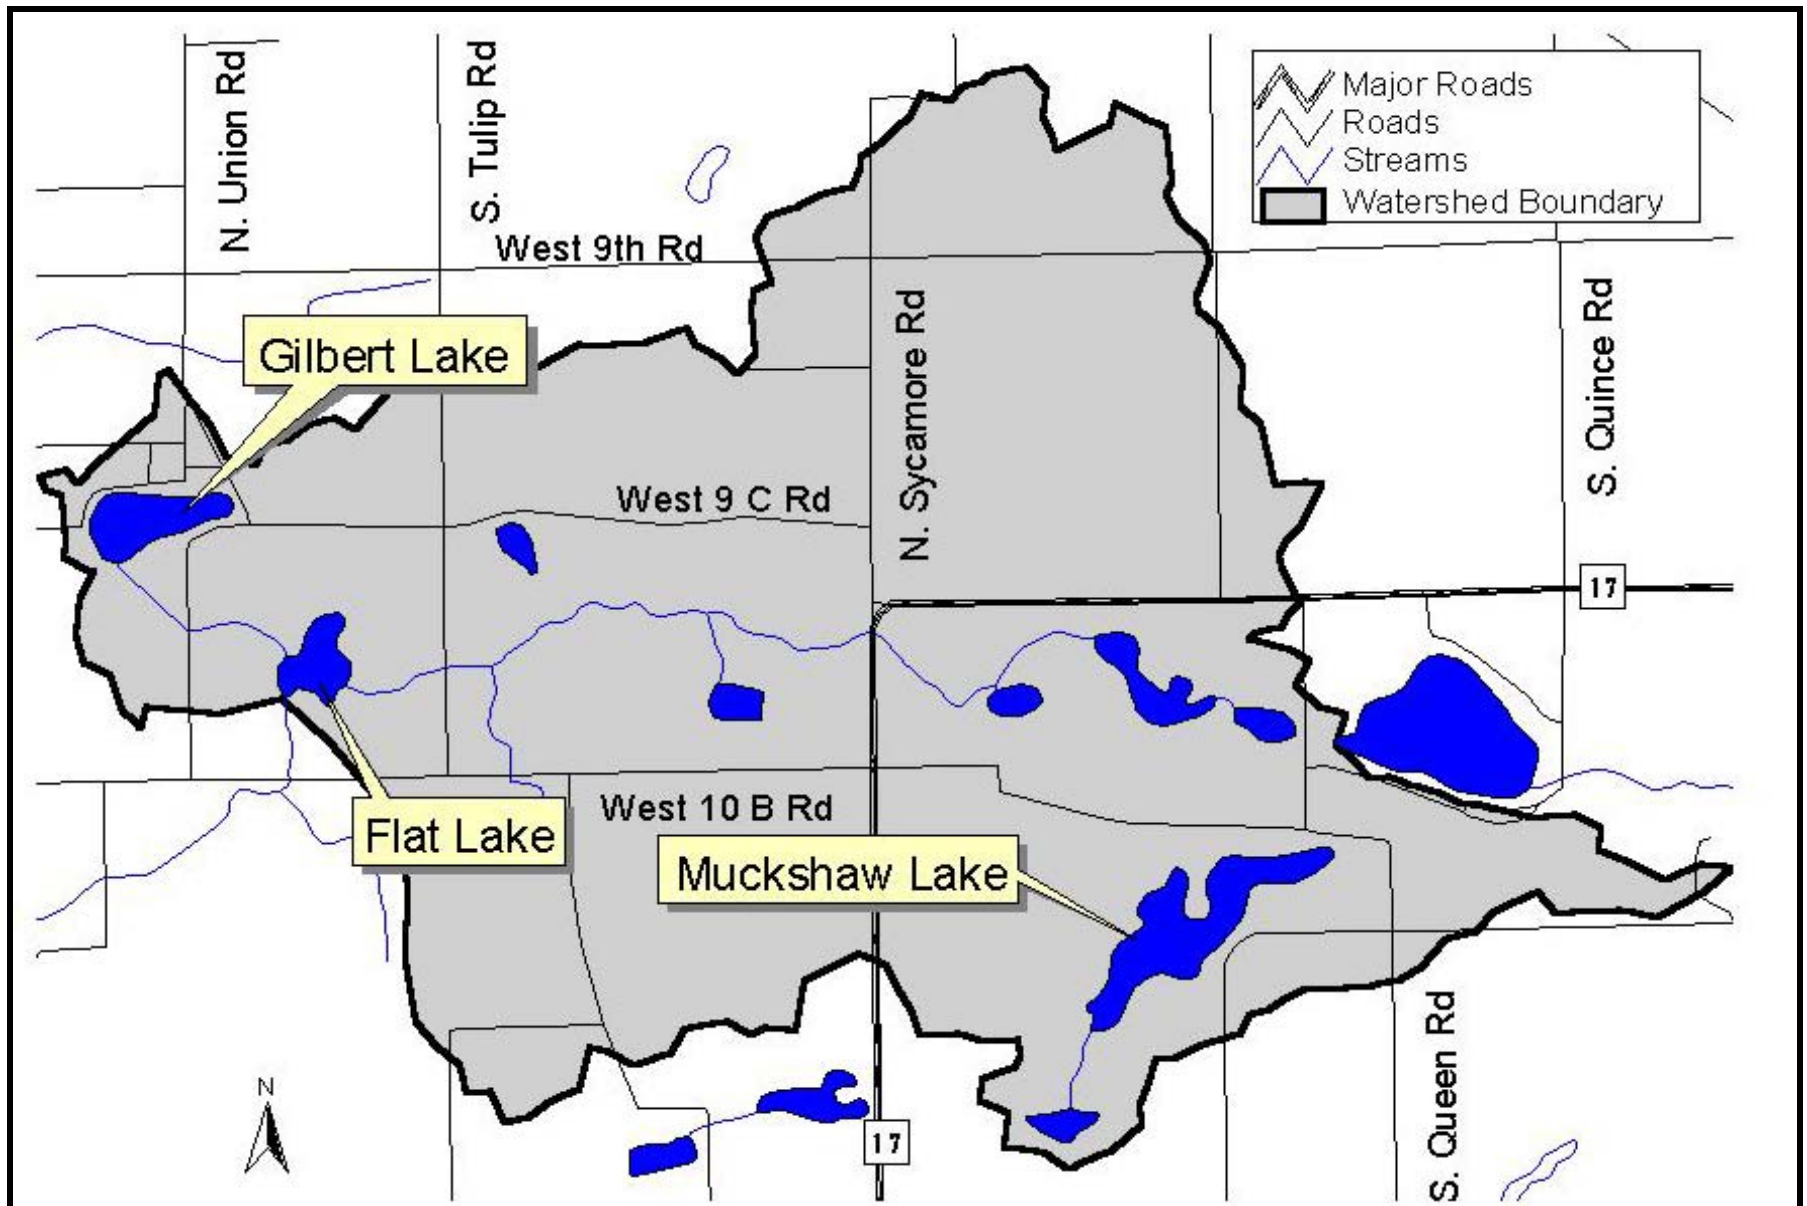 N. Union Rd
S. Tulip Rd
Major Roads
Roads
Streams
Watershed Boundary
West 9th Rd
Gilbert Lake
N. Sycamore Rd
S. Quince Rd
West 9 C Rd
17
West 10 B Rd
Flat Lake
Muckshaw Lake
N
17
S. Queen Rd